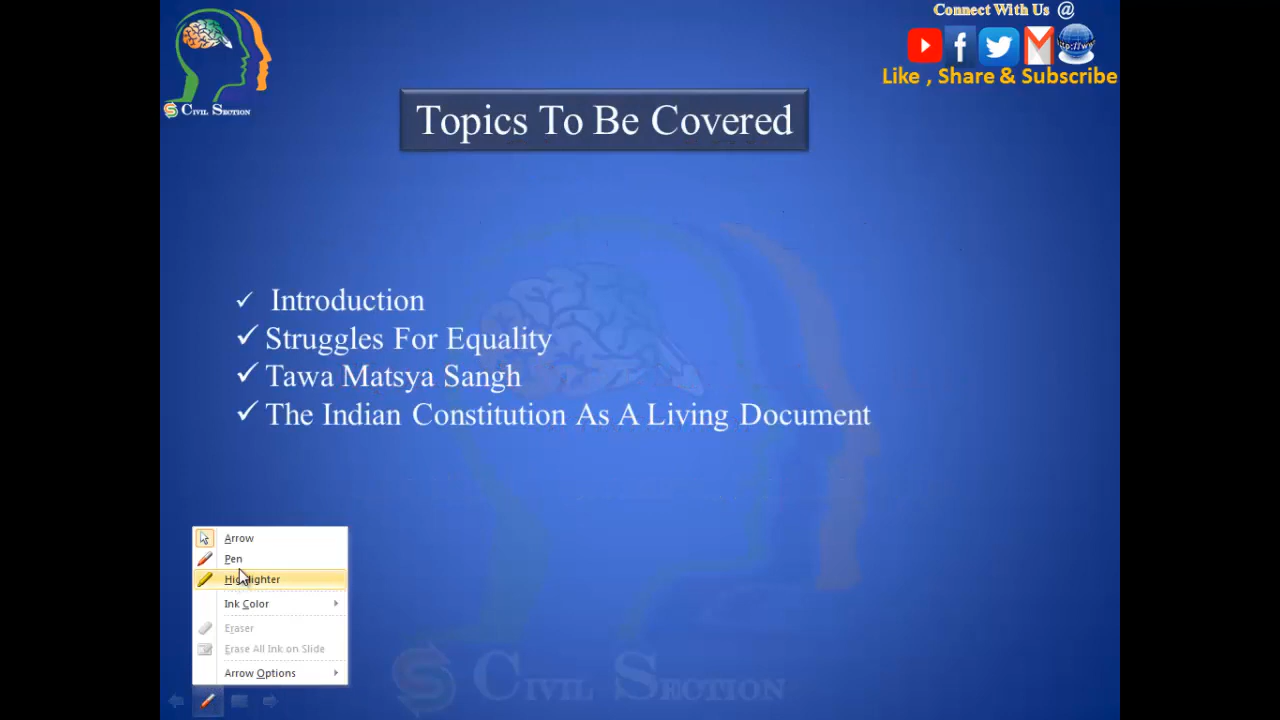 Connect With Us @
http://www
Like , Share & Subscribe
CIVIL SECTION
Topics To Be Covered
✓ Introduction
✓ Struggles For Equality
✓ Tawa Matsya Sangh
✓ The Indian Constitution As A Living Document
Arrow
Pen
Highlighter
Ink Color
Eraser
Erase All Ink on Slide
Arrow Options
CIVIL SECTION